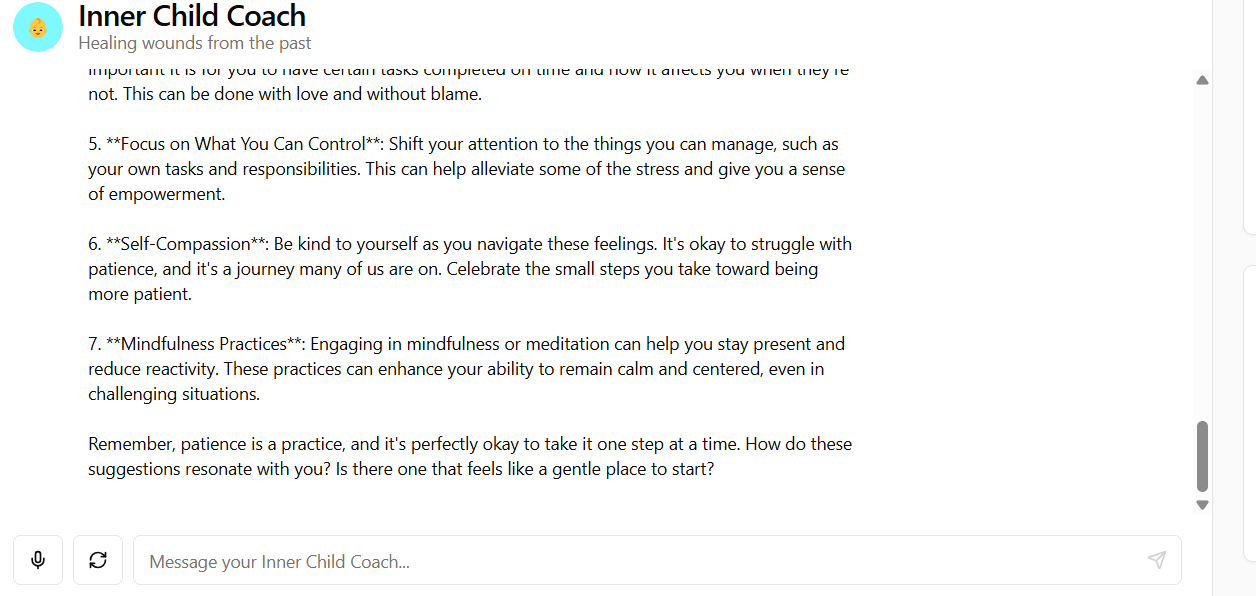 Inner Child Coach
Healing wounds from the past
important it is for you to have certain tasks completed on time and how it affects you when they're
not. This can be done with love and without blame.
5. **Focus on What You Can Control**: Shift your attention to the things you can manage, such as
your own tasks and responsibilities. This can help alleviate some of the stress and give you a sense
of empowerment.
6. **Self-Compassion**: Be kind to yourself as you navigate these feelings. It's okay to struggle with
patience, and it's a journey many of us are on. Celebrate the small steps you take toward being
more patient.
7. **Mindfulness Practices**: Engaging in mindfulness or meditation can help you stay present and
reduce reactivity. These practices can enhance your ability to remain calm and centered, even in
challenging situations.
Remember, patience is a practice, and it's perfectly okay to take it one step at a time. How do these
suggestions resonate with you? Is there one that feels like a gentle place to start?
Message your Inner Child Coach...